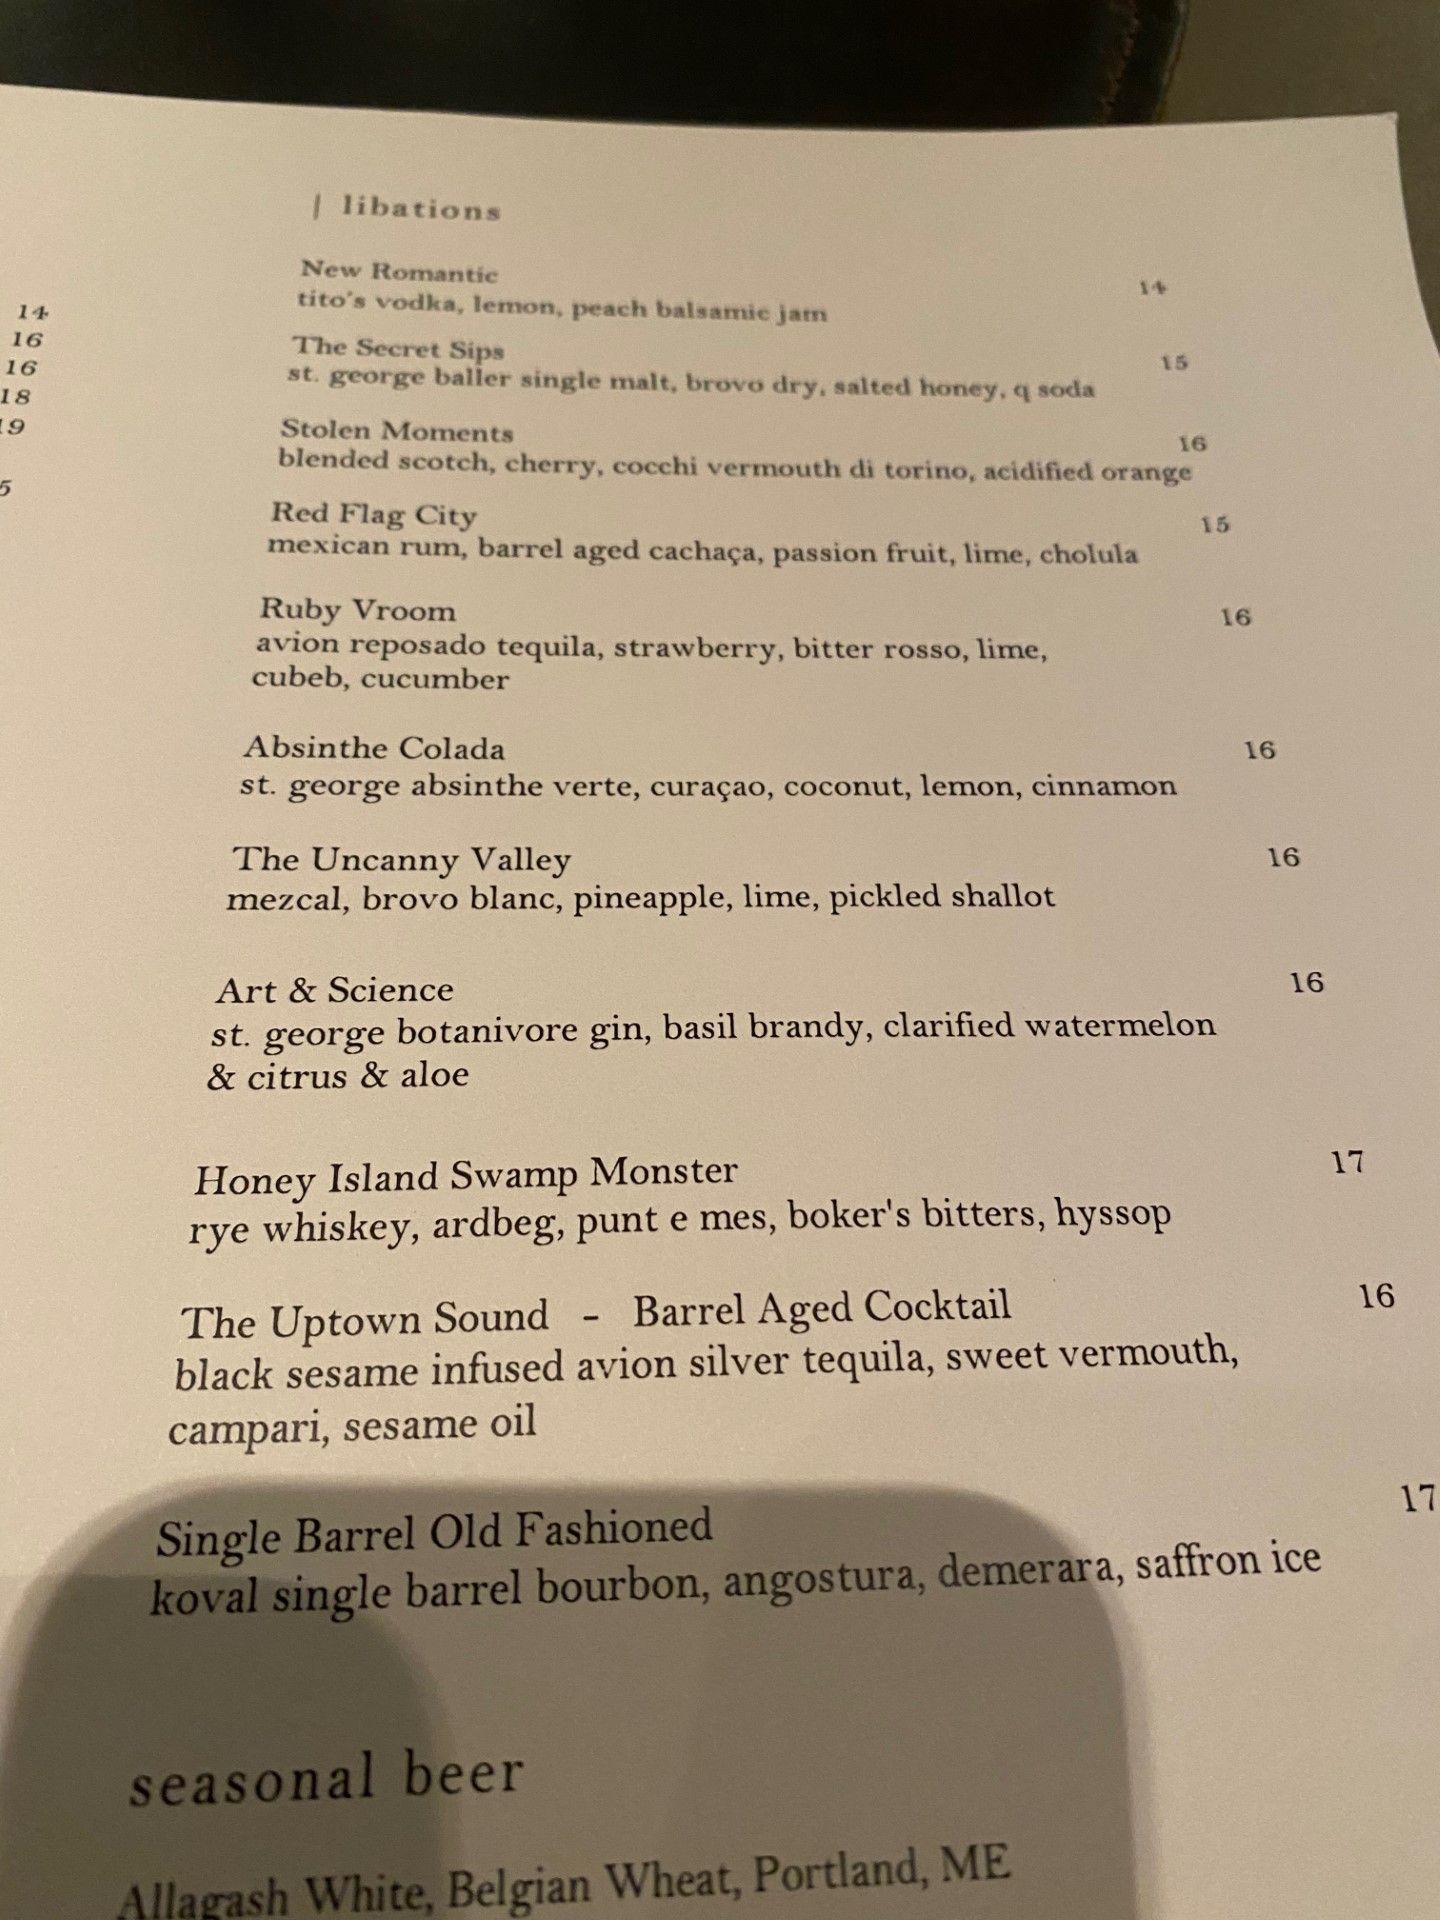 14
16
16
18
19
5
| libations
New Romantic 14
tito's vodka, lemon, peach balsamic jam
The Secret Sips 15
st. george baller single malt, brovo dry, salted honey, q soda
Stolen Moments 16
blended scotch, cherry, cocchi vermouth di torino, acidified orange
Red Flag City 15
mexican rum, barrel aged cachaça, passion fruit, lime, cholula
Ruby Vroom 16
avion reposado tequila, strawberry, bitter rosso, lime,
cubeb, cucumber
Absinthe Colada 16
st. george absinthe verte, curaçao, coconut, lemon, cinnamon
The Uncanny Valley 16
mezcal, brovo blanc, pineapple, lime, pickled shallot
Art & Science 16
st. george botanivore gin, basil brandy, clarified watermelon
& citrus & aloe
Honey Island Swamp Monster 17
rye whiskey, ardbeg, punt e mes, boker's bitters, hyssop
The Uptown Sound - Barrel Aged Cocktail 16
black sesame infused avion silver tequila, sweet vermouth,
campari, sesame oil
Single Barrel Old Fashioned 17
koval single barrel bourbon, angostura, demerara, saffron ice
seasonal beer
Allagash White, Belgian Wheat, Portland, ME